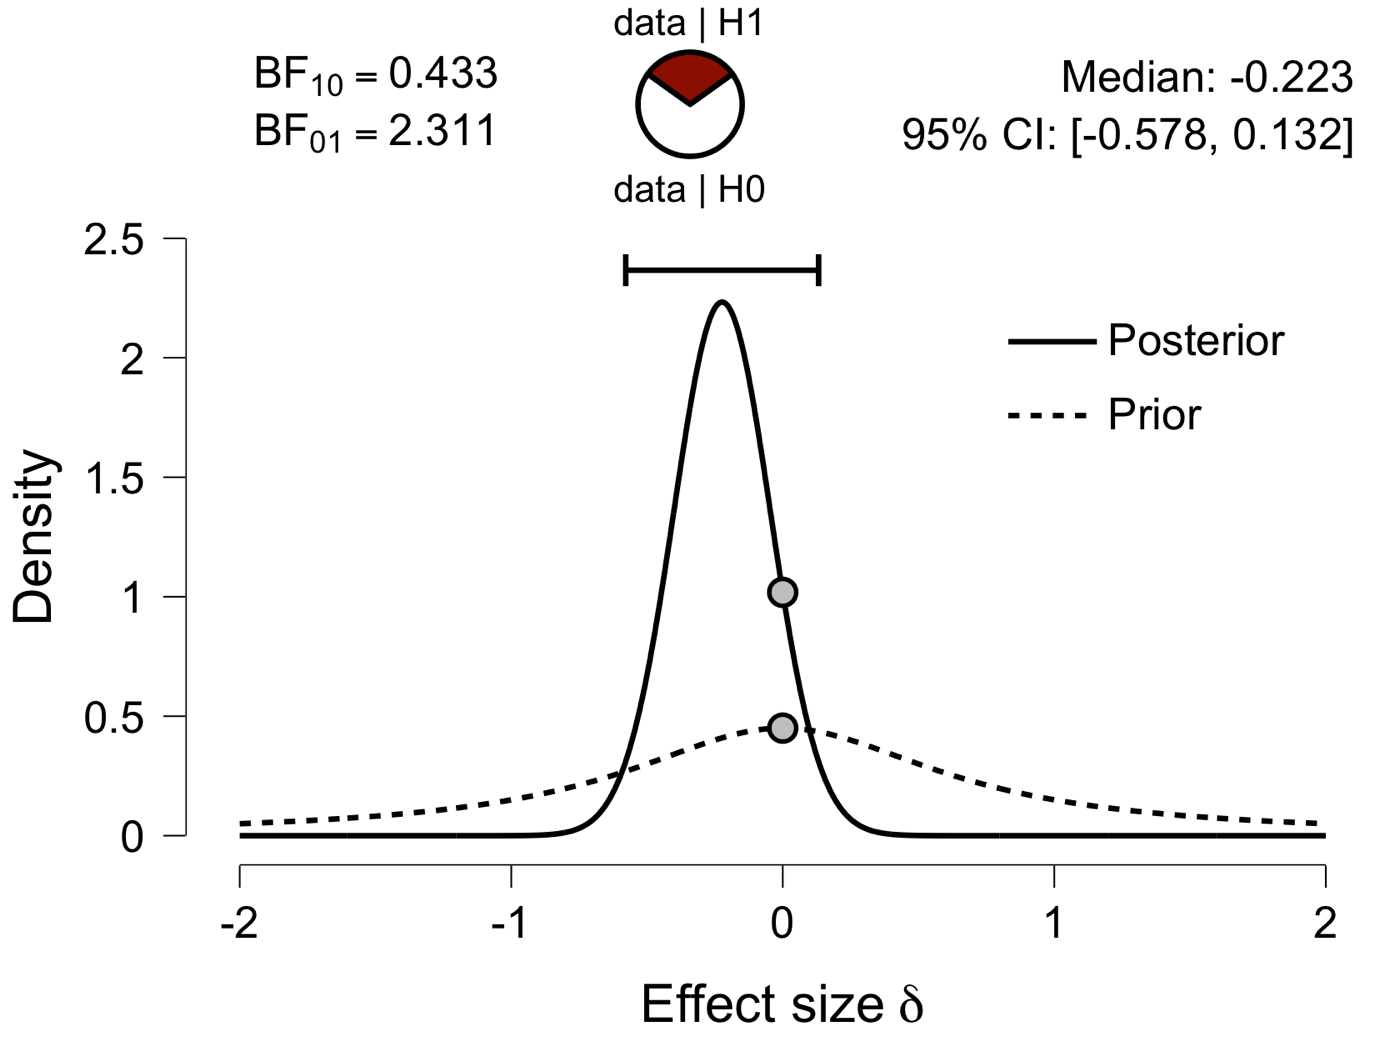 data | H1
BF10 = 0.433
BF01 = 2.311
Median: -0.223
95% CI: [-0.578, 0.132]
data | H0
2.5
2
1.5
1
0.5
0
Density
Posterior
Prior
-2 -1 0 1 2
Effect size δ